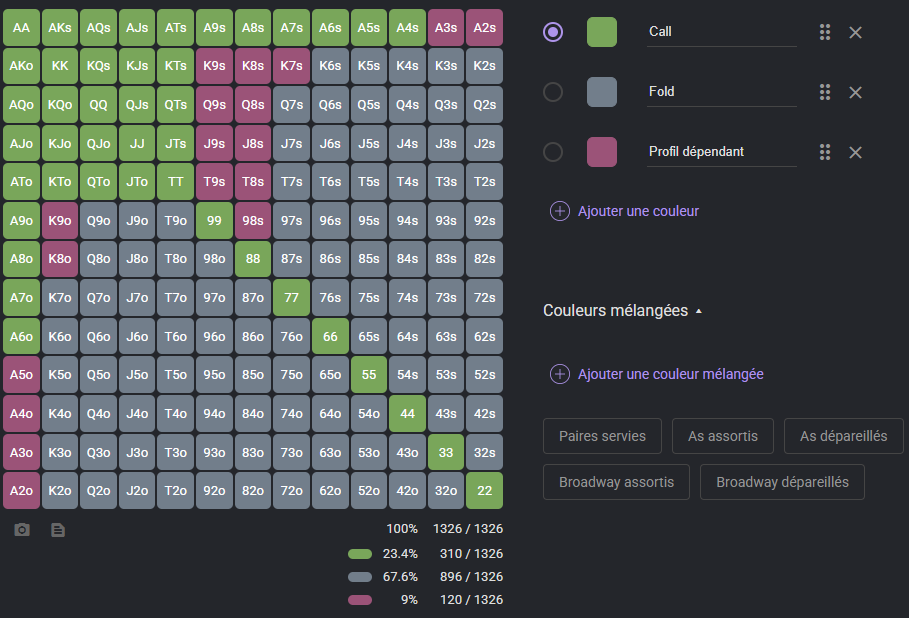 AA AKs AQs AJs ATs A9s A8s A7s A6s A5s A4s A3s A2s
AKo KK KQs KJs KTs K9s K8s K7s K6s K5s K4s K3s K2s
AQo KQo QQ QJs QTs Q9s Q8s Q7s Q6s Q5s Q4s Q3s Q2s
AJo KJo QJo JJ JTs J9s J8s J7s J6s J5s J4s J3s J2s
ATo KTo QTo JTo TT T9s T8s T7s T6s T5s T4s T3s T2s
A9o K9o Q9o J9o T9o 99 98s 97s 96s 95s 94s 93s 92s
A8o K8o Q8o J8o T8o 98o 88 87s 86s 85s 84s 83s 82s
A7o K7o Q7o J7o T7o 97o 87o 77 76s 75s 74s 73s 72s
A6o K6o Q6o J6o T6o 96o 86o 76o 66 65s 64s 63s 62s
A5o K5o Q5o J5o T5o 95o 85o 75o 65o 55 54s 53s 52s
A4o K4o Q4o J4o T4o 94o 84o 74o 64o 54o 44 43s 42s
A3o K3o Q3o J3o T3o 93o 83o 73o 63o 53o 43o 33 32s
A2o K2o Q2o J2o T2o 92o 82o 72o 62o 52o 42o 32o 22
100% 1326 / 1326
23.4% 310 / 1326
67.6% 896 / 1326
9% 120 / 1326
Call
Fold
Profil dépendant
Ajouter une couleur
Couleurs mélangées
Ajouter une couleur mélangée
Paires servies As assortis As dépareillés
Broadway assortis Broadway dépareillés